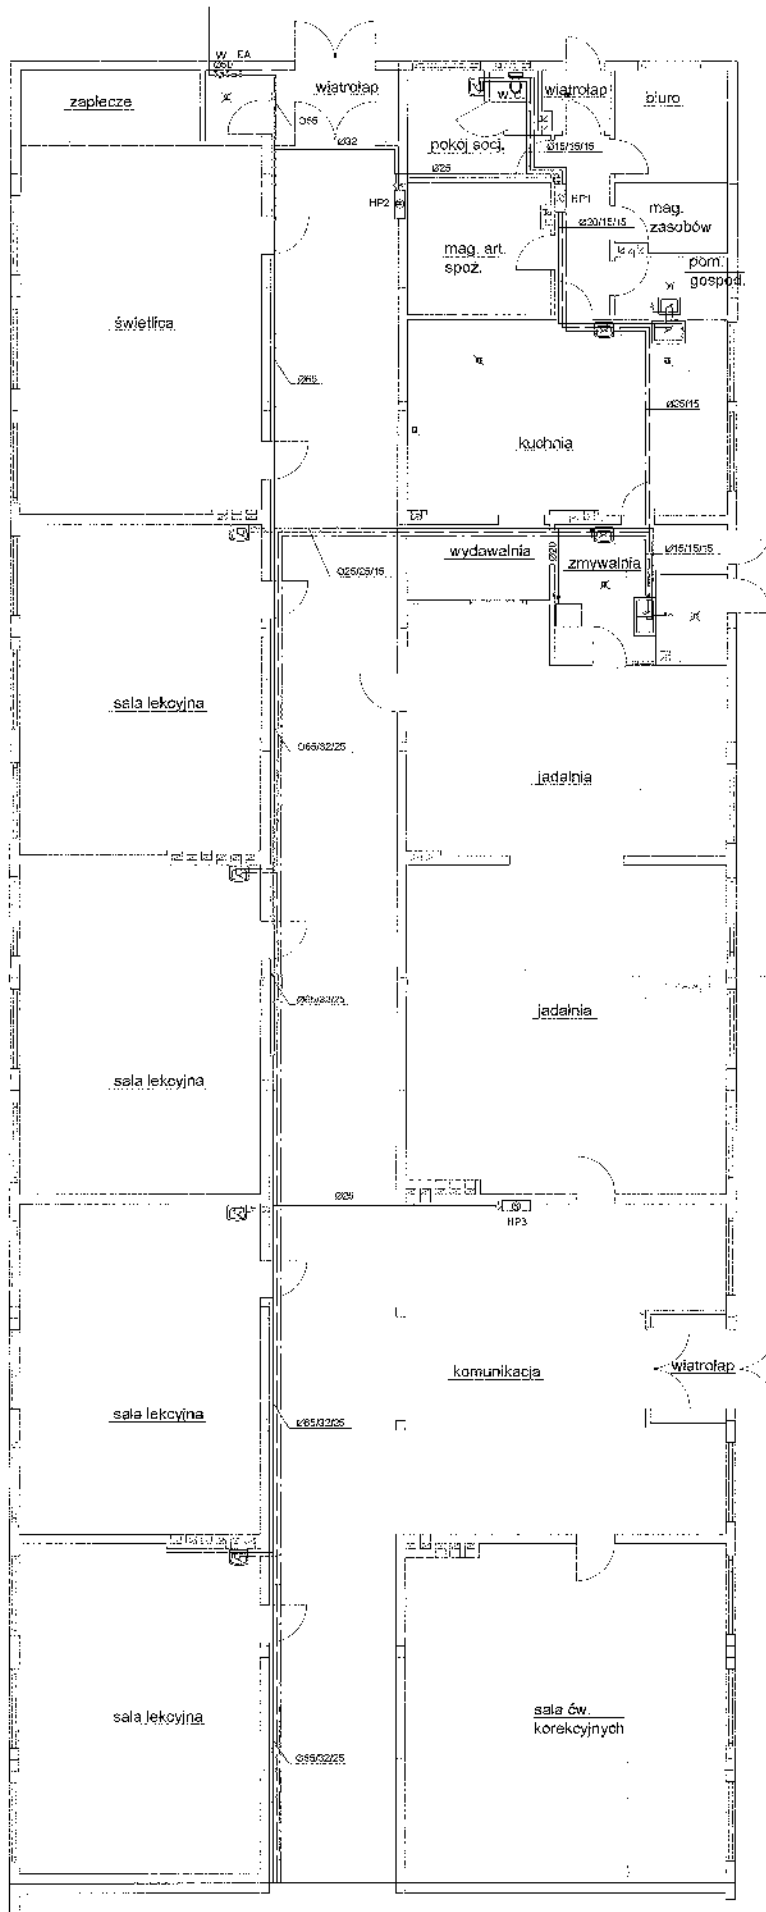 W EA
zaplecze
Ø65
wiatrołap
w.c.
wiatrołap
biuro
Ø32
pokój socj.
Ø15/15/15
Ø25
HP2
HP1
Ø20/15/15
mag.
zasobów
mag. art.
spoż.
pom.
gospod.
świetlica
Ø65
Ø25/15
kuchnia
wydawalnia
Ø20
zmywalnia
Ø15/15/15
Ø25/25/15
sala lekcyjna
Ø65/32/25
jadalnia
Ø65/32/25
jadalnia
sala lekcyjna
Ø25
HP3
komunikacja
wiatrołap
sala lekcyjna
Ø65/32/25
sala lekcyjna
sala ćw.
korekcyjnych
Ø65/32/25